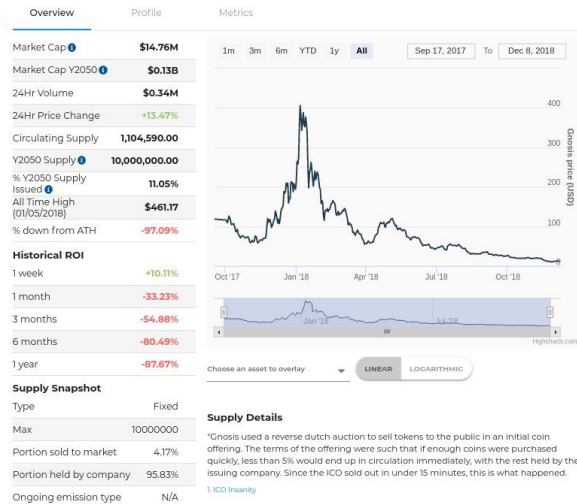 Overview
Profile
Metrics
Market Cap
$14.76M
Market Cap Y2050
$0.13B
24Hr Volume
$0.34M
24Hr Price Change
+13.47%
Circulating Supply
1,104,590.00
Y2050 Supply
10,000,000.00
% Y2050 Supply
Issued
11.05%
All Time High
(01/05/2018)
$461.17
% down from ATH
-97.09%
Historical ROI
1 week
+10.11%
1 month
-33.23%
3 months
-54.88%
6 months
-80.49%
1 year
-87.67%
Supply Snapshot
Type
Fixed
Max
10000000
Portion sold to market
4.17%
Portion held by company
95.83%
Ongoing emission type
N/A
1m 3m 6m YTD 1y All
Sep 17, 2017 To Dec 8, 2018
400
300
200
100
0
Gnosis price (USD)
Oct '17
Jan '18
Apr '18
Jul '18
Oct '18
Jan '18
Jul '18
Highcharts.com
Choose an asset to overlay
LINEAR
LOGARITHMIC
Supply Details
"Gnosis used a reverse dutch auction to sell tokens to the public in an initial coin
offering. The terms of the offering were such that if enough coins were purchased
quickly, less than 5% would end up in circulation immediately, with the rest held by the
issuing company. Since the ICO sold out in under 15 minutes, this is what happened.
1. ICO Insanity